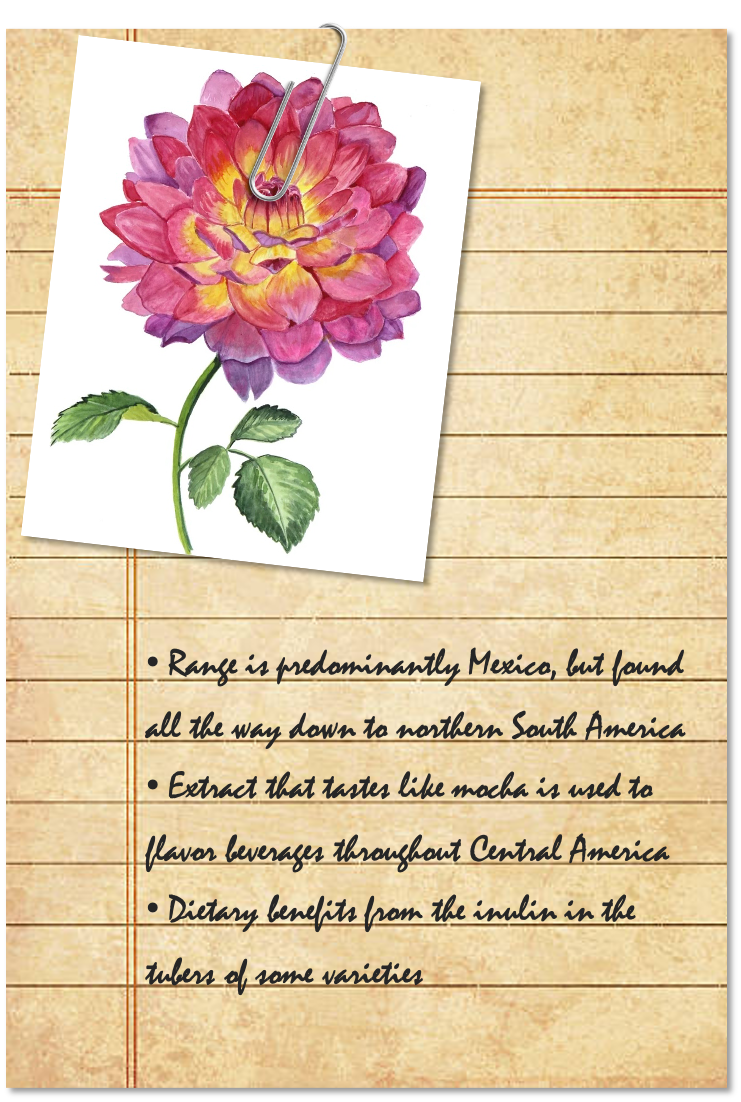 • Range is predominantly Mexico, but found
all the way down to northern South America
• Extract that tastes like mocha is used to
flavor beverages throughout Central America
• Dietary benefits from the inulin in the
tubers of some varieties